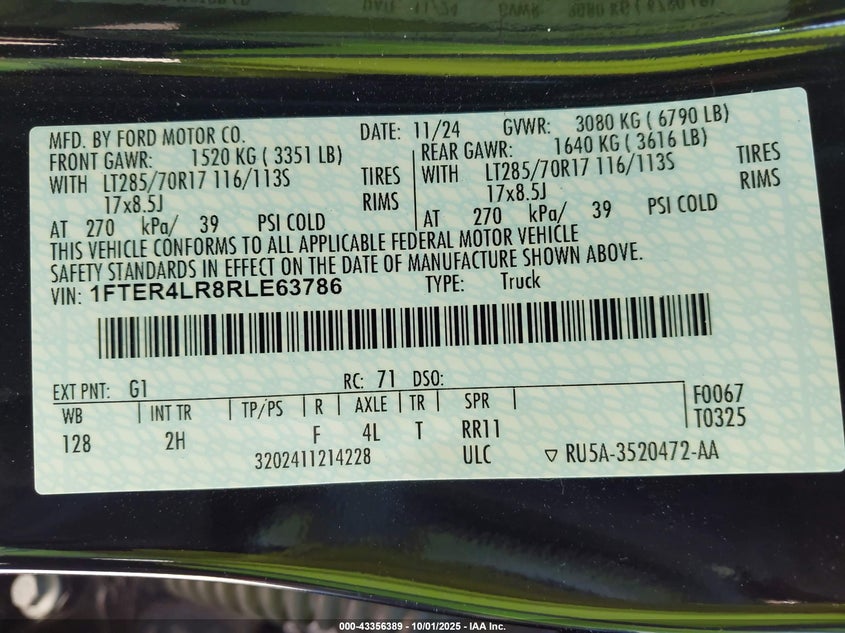 MFD. BY FORD MOTOR CO. DATE: 11/24 GVWR: 3080 KG ( 6790 LB)
FRONT GAWR: 1520 KG ( 3351 LB) REAR GAWR: 1640 KG ( 3616 LB)
WITH LT285/70R17 116/113S TIRES WITH LT285/70R17 116/113S TIRES
17x8.5J RIMS 17x8.5J RIMS
AT 270 kPa/ 39 PSI COLD AT 270 kPa/ 39 PSI COLD
THIS VEHICLE CONFORMS TO ALL APPLICABLE FEDERAL MOTOR VEHICLE
SAFETY STANDARDS IN EFFECT ON THE DATE OF MANUFACTURE SHOWN ABOVE.
VIN: 1FTER4LR8RLE63786 TYPE: Truck
EXT PNT: G1 RC: 71 DSO:
WB INT TR TP/PS R AXLE TR SPR F0067
128 2H F 4L T RR11 T0325
3202411214228 ULC ▽ RU5A-3520472-AA
000-43356389 - 10/01/2025 - IAA Inc.